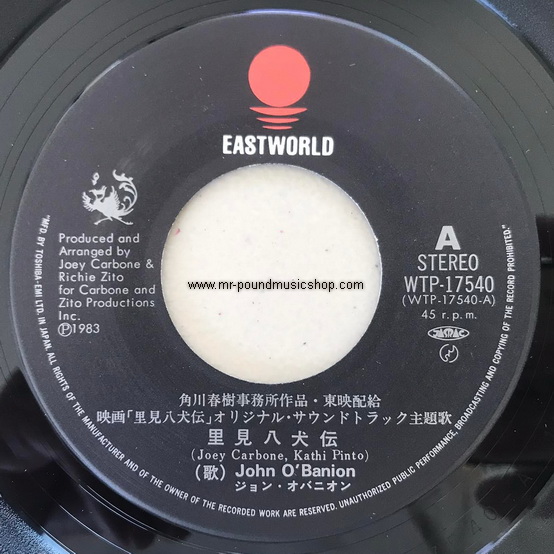 EASTWORLD
Produced and
Arranged by
Joey Carbone &
Richie Zito
for Carbone and
Zito Productions
Inc.
Ⓟ1983
A
STEREO
WTP-17540
(WTP-17540-A)
45 r.p.m.
JASRAC
www.mr-poundmusicshop.com
角川春樹事務所作品・東映配給
映画「里見八犬伝」オリジナル・サウンドトラック主題歌
里見八犬伝
(Joey Carbone, Kathi Pinto)
(歌) John O'Banion
ジョン・オバニオン
"MFD. BY TOSHIBA-EMI LTD. IN JAPAN ALL RIGHTS OF THE MANUFACTURER AND OF THE OWNER OF THE RECORDED WORK ARE RESERVED. UNAUTHORIZED PUBLIC PERFORMANCE, BROADCASTING AND COPYING OF THE RECORD PROHIBITED."